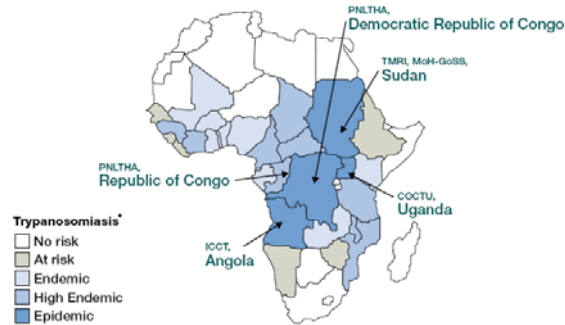 PNLTHA,
Democratic Republic of Congo
TMRI, MoH-GoSS,
Sudan
PNLTHA,
Republic of Congo
COCTU,
Uganda
ICCT,
Angola
Trypanosomiasis*
No risk
At risk
Endemic
High Endemic
Epidemic